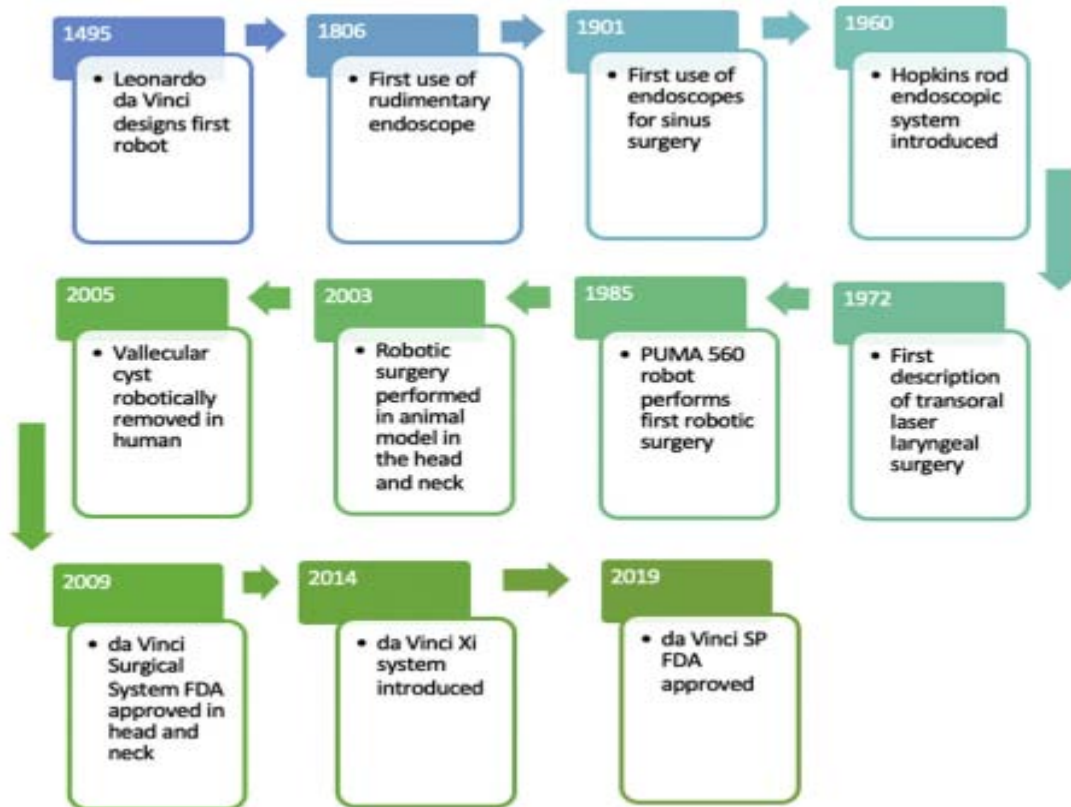 1495
• Leonardo
da Vinci
designs first
robot
1806
• First use of
rudimentary
endoscope
1901
• First use of
endoscopes
for sinus
surgery
1960
• Hopkins rod
endoscopic
system
introduced
1972
• First
description
of transoral
laser
laryngeal
surgery
1985
• PUMA 560
robot
performs
first robotic
surgery
2003
• Robotic
surgery
performed
in animal
model in
the head
and neck
2005
• Vallecular
cyst
robotically
removed in
human
2009
• da Vinci
Surgical
System FDA
approved in
head and
neck
2014
• da Vinci Xi
system
introduced
2019
• da Vinci SP
FDA
approved